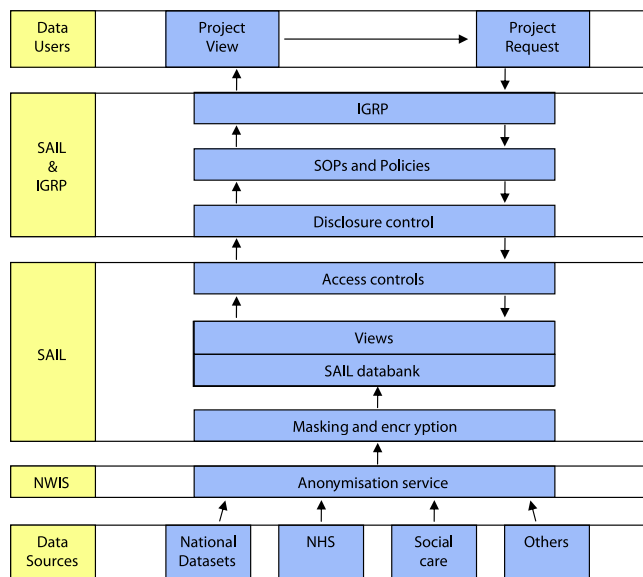 Data
Users
Project
View
Project
Request
SAIL
&
IGRP
IGRP
SOPs and Policies
Disclosure control
SAIL
Access controls
Views
SAIL databank
Masking and encr yption
NWIS
Anonymisation service
Data
Sources
National
Datasets
NHS
Social
care
Others